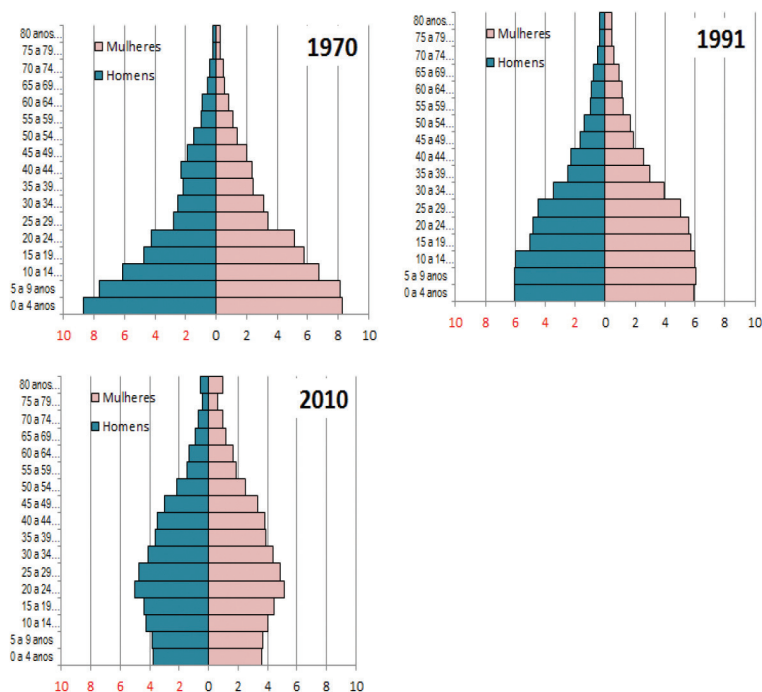 1970
Mulheres
Homens
80 anos...
75 a 79...
70 a 74...
65 a 69...
60 a 64...
55 a 59...
50 a 54...
45 a 49...
40 a 44...
35 a 39...
30 a 34...
25 a 29...
20 a 24...
15 a 19...
10 a 14...
5 a 9 anos
0 a 4 anos
10 8 6 4 2 0 2 4 6 8 10
1991
Mulheres
Homens
80 anos...
75 a 79...
70 a 74...
65 a 69...
60 a 64...
55 a 59...
50 a 54...
45 a 49...
40 a 44...
35 a 39...
30 a 34...
25 a 29...
20 a 24...
15 a 19...
10 a 14...
5 a 9 anos
0 a 4 anos
10 8 6 4 2 0 2 4 6 8 10
2010
Mulheres
Homens
80 anos...
75 a 79...
70 a 74...
65 a 69...
60 a 64...
55 a 59...
50 a 54...
45 a 49...
40 a 44...
35 a 39...
30 a 34...
25 a 29...
20 a 24...
15 a 19...
10 a 14...
5 a 9 anos
0 a 4 anos
10 8 6 4 2 0 2 4 6 8 10